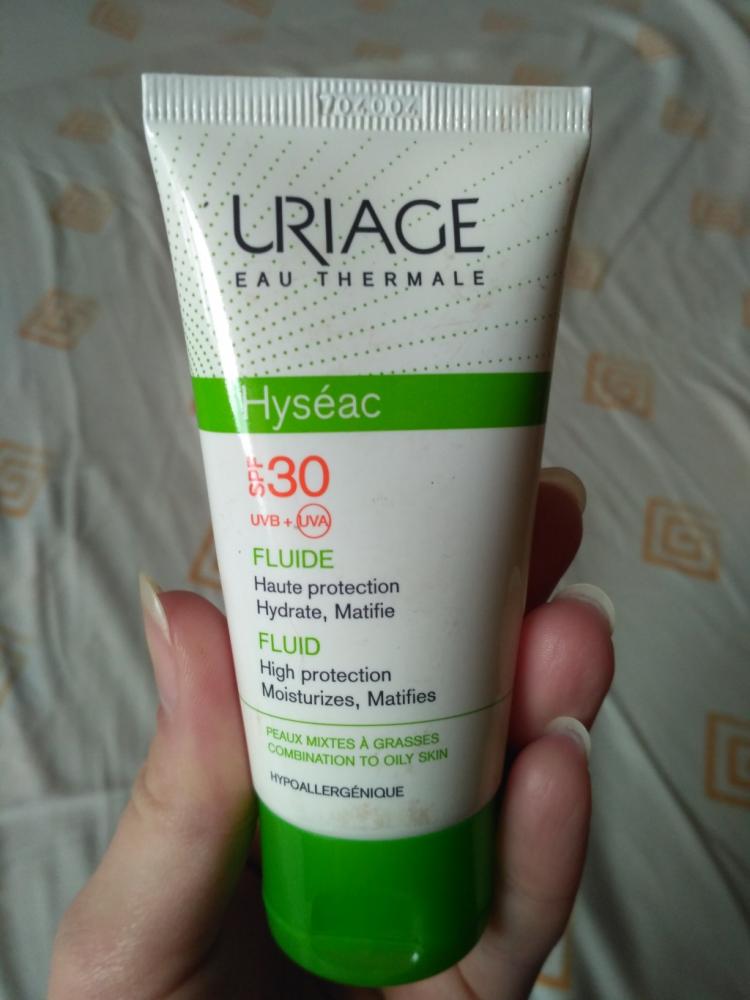 704004
URIAGE
EAU THERMALE
Hyséac
SPF 30
UVB + UVA
FLUIDE
Haute protection
Hydrate, Matifie
FLUID
High protection
Moisturizes, Matifies
PEAUX MIXTES À GRASSES
COMBINATION TO OILY SKIN
HYPOALLERGÉNIQUE